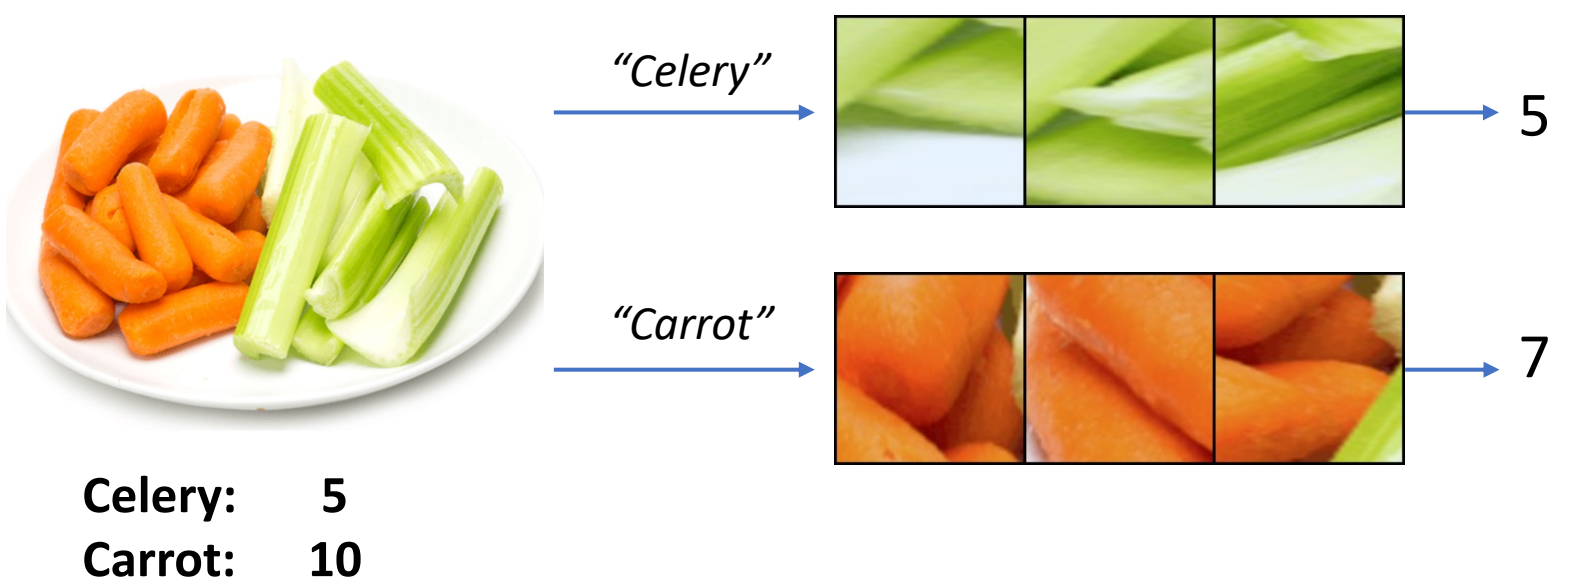 “Celery”
5
“Carrot”
7
Celery: 5
Carrot: 10